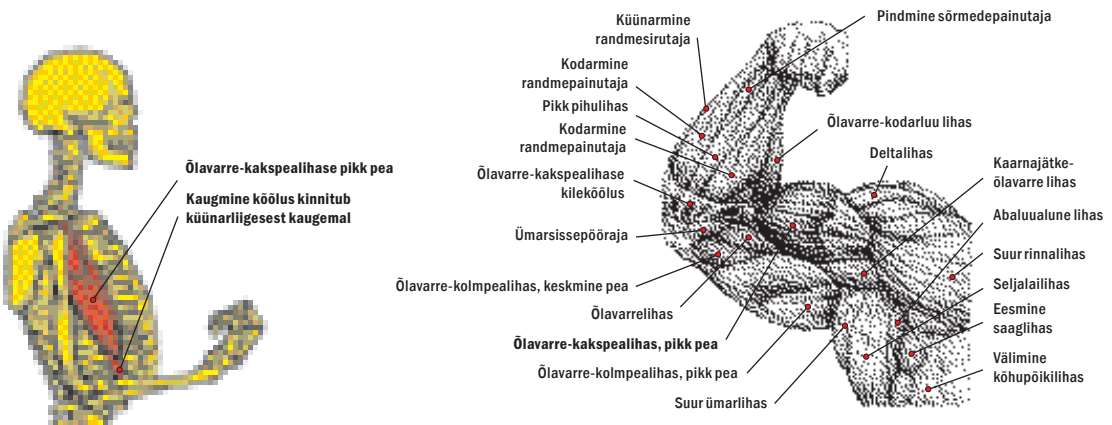 Õlavarre-kakspealihase pikk pea
Kaugmine kõõlus kinnitub
küünarliigesest kaugemal
Küünarmine
randmesirutaja
Kodarmine
randmepainutaja
Pikk pihulihas
Kodarmine
randmepainutaja
Õlavarre-kakspealihase
kilekõõlus
Ümarsissepööraja
Õlavarre-kolmpealihas, keskmine pea
Õlavarrelihas
Õlavarre-kakspealihas, pikk pea
Õlavarre-kolmpealihas, pikk pea
Suur ümarlihas
Pindmine sõrmedepainutaja
Õlavarre-kodarluu lihas
Deltalihas
Kaarnajätke-
õlavarre lihas
Abaluualune lihas
Suur rinnalihas
Seljalailihas
Eesmine
saaglihas
Välimine
kõhupõikilihas